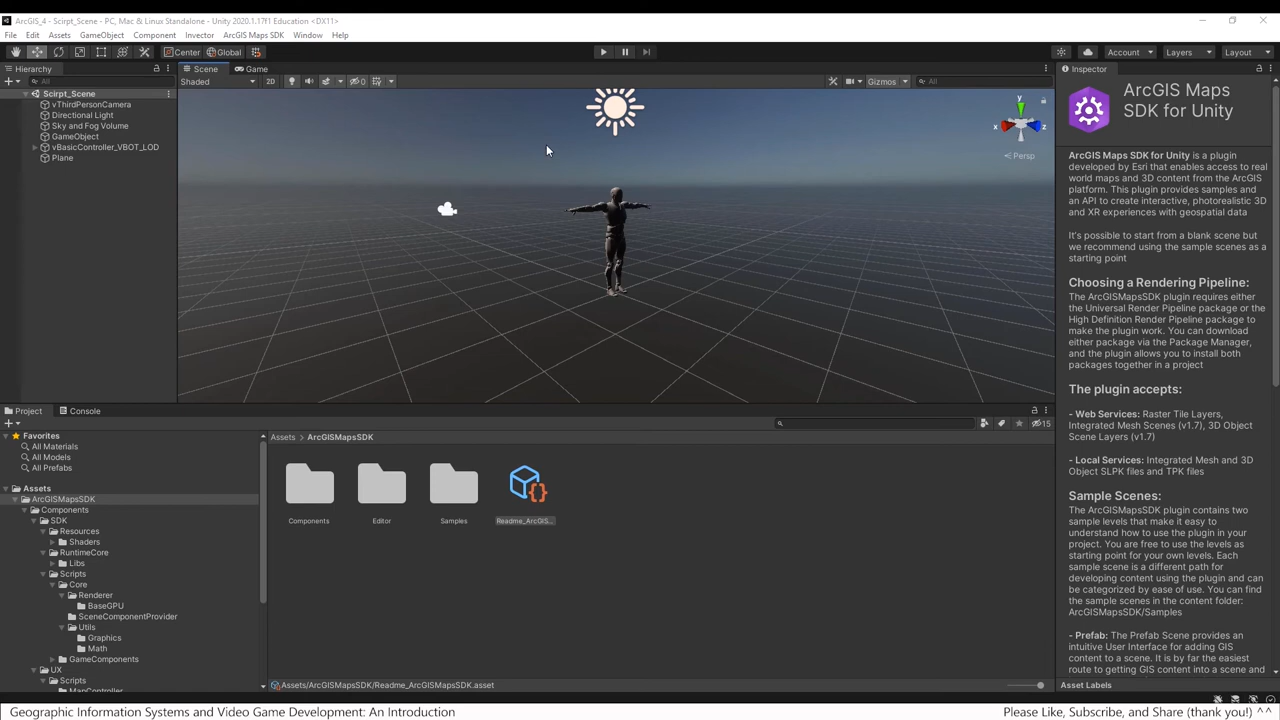 ArcGIS_4 - Scirpt_Scene - PC, Mac & Linux Standalone - Unity 2020.1.17f1 Education <DX11>
File Edit Assets GameObject Component Invector ArcGIS Maps SDK Window Help
Center Global Account Layers Layout
Hierarchy Scene Game Inspector
All Shaded 2D 0 Gizmos All
Scirpt_Scene
vThirdPersonCamera
Directional Light
Sky and Fog Volume
GameObject
vBasicController_VBOT_LOD
Plane
y
x z
Persp
ArcGIS Maps
SDK for Unity
ArcGIS Maps SDK for Unity is a plugin
developed by Esri that enables access to real
world maps and 3D content from the ArcGIS
platform. This plugin provides samples and
an API to create interactive, photorealistic 3D
and XR experiences with geospatial data
It's possible to start from a blank scene but
we recommend using the sample scenes as a
starting point
Choosing a Rendering Pipeline:
The ArcGISMapsSDK plugin requires either
the Universal Render Pipeline package or the
High Definition Render Pipeline package to
make the plugin work. You can download
either package via the Package Manager,
and the plugin allows you to install both
packages together in a project
The plugin accepts:
- Web Services: Raster Tile Layers,
Integrated Mesh Scenes (v1.7), 3D Object
Scene Layers (v1.7)
- Local Services: Integrated Mesh and 3D
Object SLPK files and TPK files
Sample Scenes:
The ArcGISMapsSDK plugin contains two
sample levels that make it easy to
understand how to use the plugin in your
project. You are free to use the levels as
starting point for your own levels. Each
sample scene is a different path for
developing content using the plugin and can
be categorized by ease of use. You can find
the sample scenes in the content folder:
ArcGISMapsSDK/Samples
- Prefab: The Prefab Scene provides an
intuitive User Interface for adding GIS
content to a scene. It is by far the easiest
route to getting GIS content into a scene and
Asset Labels
Project Console
15
Favorites
All Materials
All Models
All Prefabs
Assets
ArcGISMapsSDK
Components
SDK
Resources
Shaders
RuntimeCore
Libs
Scripts
Core
Renderer
BaseGPU
SceneComponentProvider
Utils
Graphics
Math
GameComponents
UX
Scripts
MapController
Assets > ArcGISMapsSDK
Components Editor Samples Readme_ArcGIS...
Assets/ArcGISMapsSDK/Readme_ArcGISMapsSDK.asset
Geographic Information Systems and Video Game Development: An Introduction
Please Like, Subscribe, and Share (thank you!) ^^